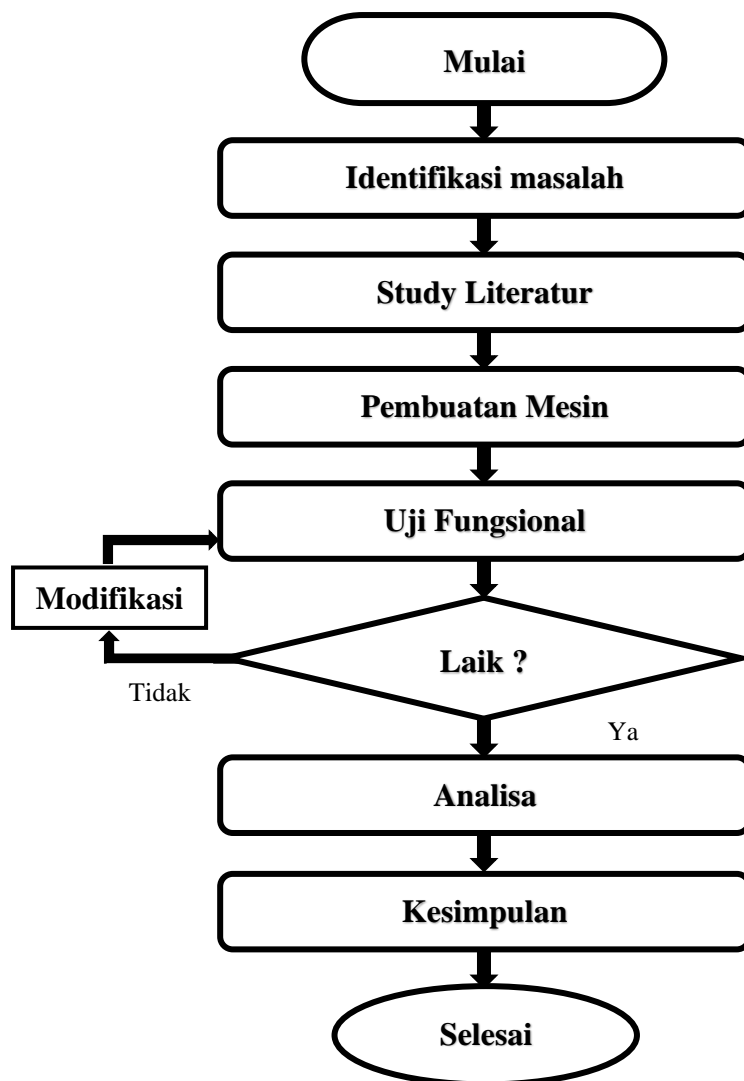 Mulai
Identifikasi masalah
Study Literatur
Pembuatan Mesin
Uji Fungsional
Modifikasi
Laik ?
Tidak
Ya
Analisa
Kesimpulan
Selesai